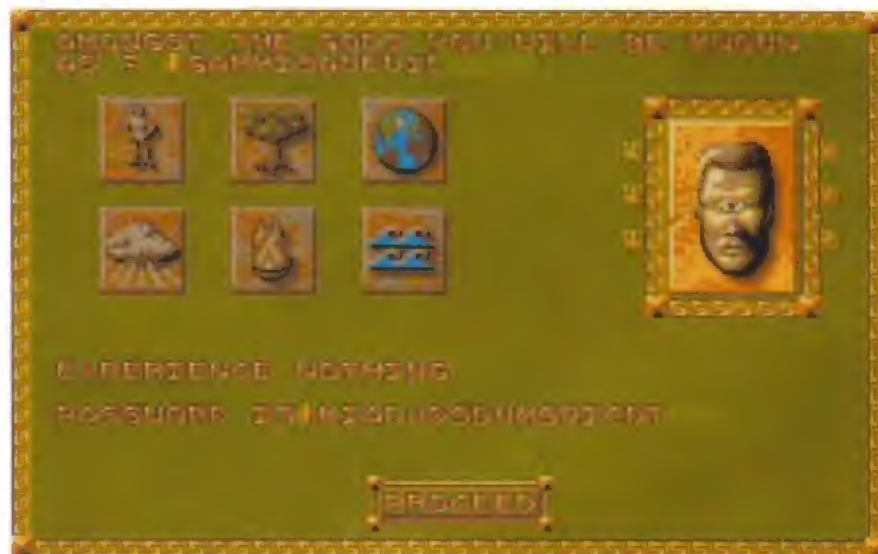 AMONGST THE GODS YOU WILL BE KNOWN
AS :
EXPERIENCE NOTHING
PASSWORD IS
PROCEED